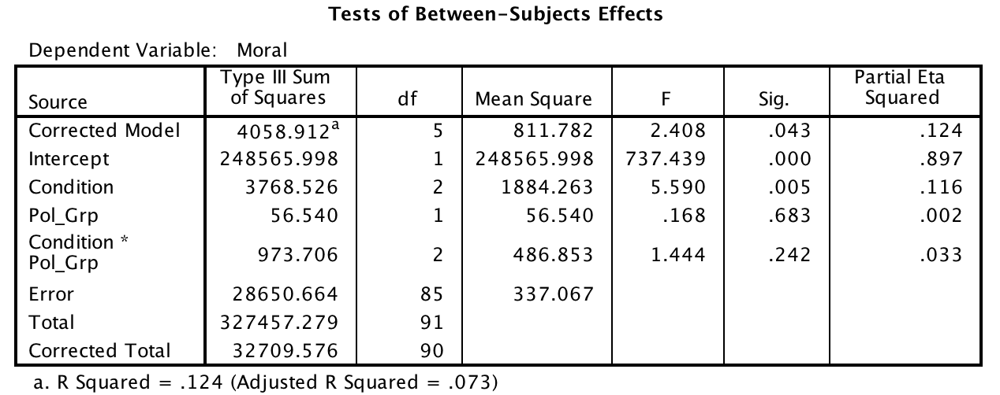 Tests of Between-Subjects Effects
Dependent Variable: Moral
Source Type III Sum of Squares df Mean Square F Sig. Partial Eta Squared
Corrected Model 4058.912a 5 811.782 2.408 .043 .124
Intercept 248565.998 1 248565.998 737.439 .000 .897
Condition 3768.526 2 1884.263 5.590 .005 .116
Pol_Grp 56.540 1 56.540 .168 .683 .002
Condition * Pol_Grp 973.706 2 486.853 1.444 .242 .033
Error 28650.664 85 337.067
Total 327457.279 91
Corrected Total 32709.576 90
a. R Squared = .124 (Adjusted R Squared = .073)